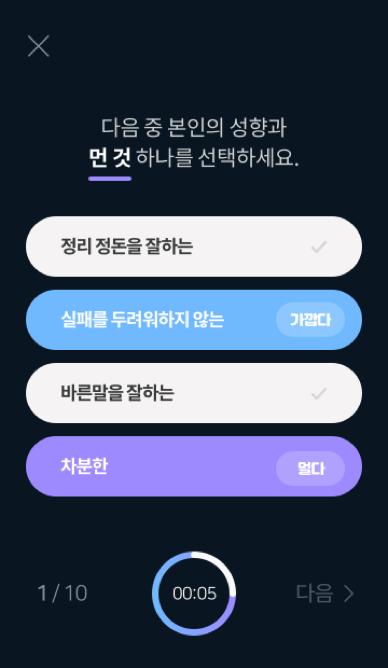 다음 중 본인의 성향과
먼 것 하나를 선택하세요.
정리 정돈을 잘하는
실패를 두려워하지 않는 가깝다
바른말을 잘하는
차분한 멀다
1 / 10 00:05 다음